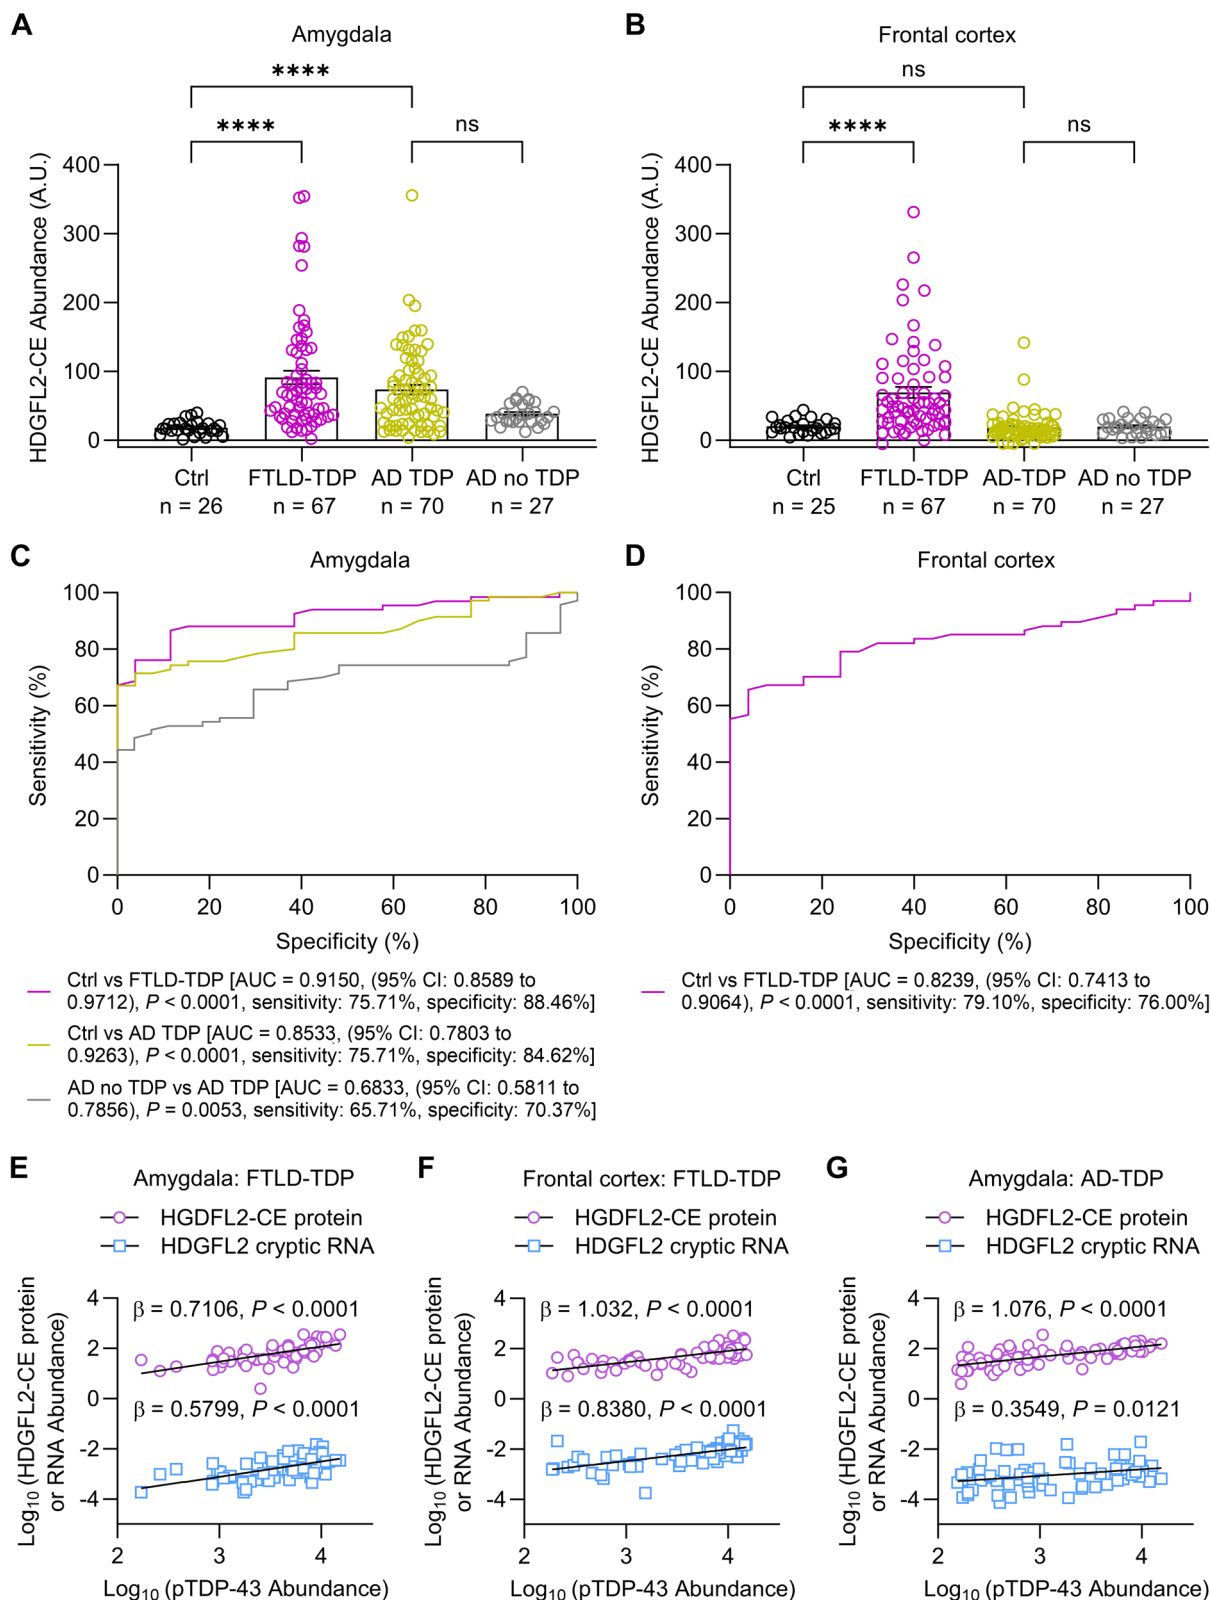 A
Amygdala
****
****
ns
HDGFL2-CE Abundance (A.U.)
400
300
200
100
0
Ctrl
FTLD-TDP
AD TDP
AD no TDP
n = 26
n = 67
n = 70
n = 27
B
Frontal cortex
ns
****
ns
HDGFL2-CE Abundance (A.U.)
400
300
200
100
0
Ctrl
FTLD-TDP
AD-TDP
AD no TDP
n = 25
n = 67
n = 70
n = 27
C
Amygdala
Sensitivity (%)
100
80
60
40
20
0
0 20 40 60 80 100
Specificity (%)
Ctrl vs FTLD-TDP [AUC = 0.9150, (95% CI: 0.8589 to
0.9712), P < 0.0001, sensitivity: 75.71%, specificity: 88.46%]
Ctrl vs AD TDP [AUC = 0.8533, (95% CI: 0.7803 to
0.9263), P < 0.0001, sensitivity: 75.71%, specificity: 84.62%]
AD no TDP vs AD TDP [AUC = 0.6833, (95% CI: 0.5811 to
0.7856), P = 0.0053, sensitivity: 65.71%, specificity: 70.37%]
D
Frontal cortex
Sensitivity (%)
100
80
60
40
20
0
0 20 40 60 80 100
Specificity (%)
Ctrl vs FTLD-TDP [AUC = 0.8239, (95% CI: 0.7413 to
0.9064), P < 0.0001, sensitivity: 79.10%, specificity: 76.00%]
E
Amygdala: FTLD-TDP
HGDFL2-CE protein
HDGFL2 cryptic RNA
Log10 (HDGFL2-CE protein
or RNA Abundance)
4
2
0
-2
-4
β = 0.7106, P < 0.0001
β = 0.5799, P < 0.0001
2 3 4
Log10 (pTDP-43 Abundance)
F
Frontal cortex: FTLD-TDP
HGDFL2-CE protein
HDGFL2 cryptic RNA
Log10 (HDGFL2-CE protein
or RNA Abundance)
4
2
0
-2
-4
β = 1.032, P < 0.0001
β = 0.8380, P < 0.0001
2 3 4
Log10 (pTDP-43 Abundance)
G
Amygdala: AD-TDP
HGDFL2-CE protein
HDGFL2 cryptic RNA
Log10 (HDGFL2-CE protein
or RNA Abundance)
4
2
0
-2
-4
β = 1.076, P < 0.0001
β = 0.3549, P = 0.0121
2 3 4
Log10 (pTDP-43 Abundance)